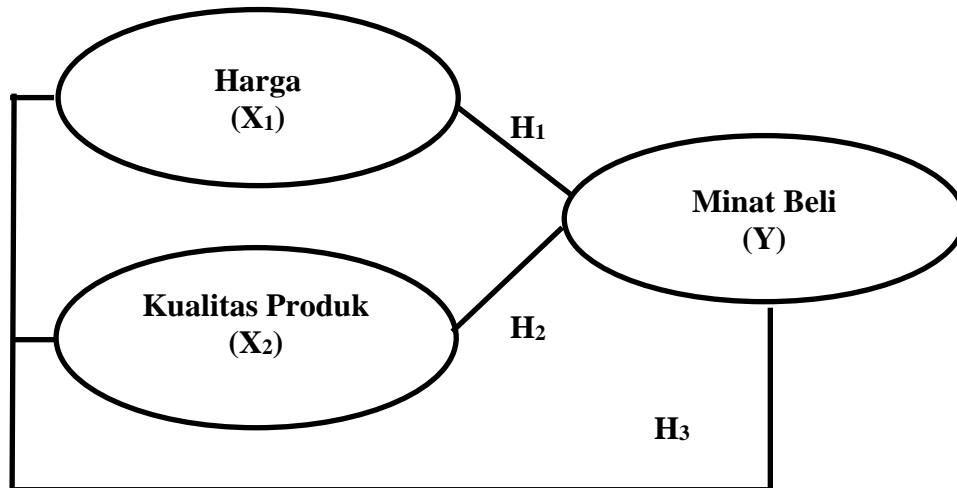 Harga
(X₁)
H₁
Minat Beli
(Y)
Kualitas Produk
(X₂)
H₂
H₃